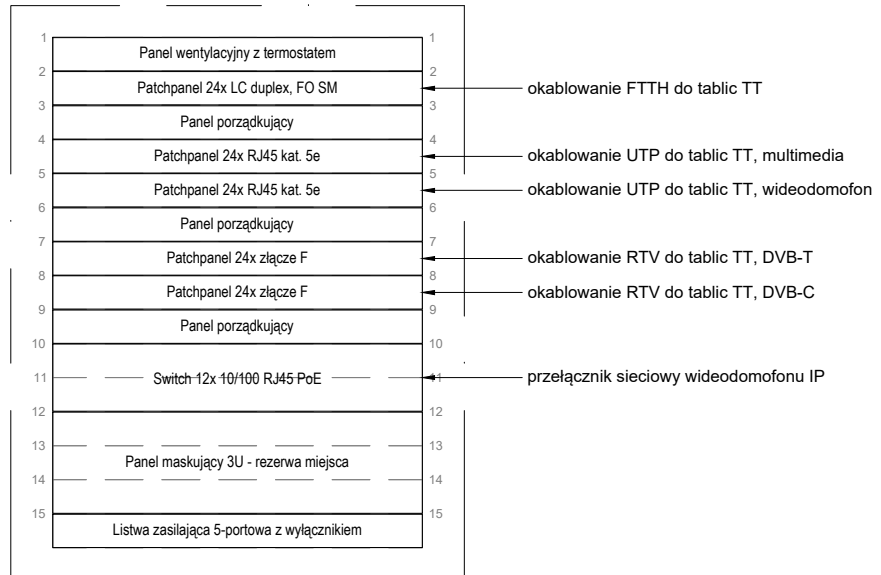 1 1
Panel wentylacyjny z termostatem
2 2
Patchpanel 24x LC duplex, FO SM okablowanie FTTH do tablic TT
3 3
Panel porządkujący
4 4
Patchpanel 24x RJ45 kat. 5e okablowanie UTP do tablic TT, multimedia
5 5
Patchpanel 24x RJ45 kat. 5e okablowanie UTP do tablic TT, wideodomofon
6 6
Panel porządkujący
7 7
Patchpanel 24x złącze F okablowanie RTV do tablic TT, DVB-T
8 8
Patchpanel 24x złącze F okablowanie RTV do tablic TT, DVB-C
9 9
Panel porządkujący
10 10
11 Switch 12x 10/100 RJ45 PoE 11 przełącznik sieciowy wideodomofonu IP
12 12
13 13
Panel maskujący 3U - rezerwa miejsca
14 14
15 15
Listwa zasilająca 5-portowa z wyłącznikiem